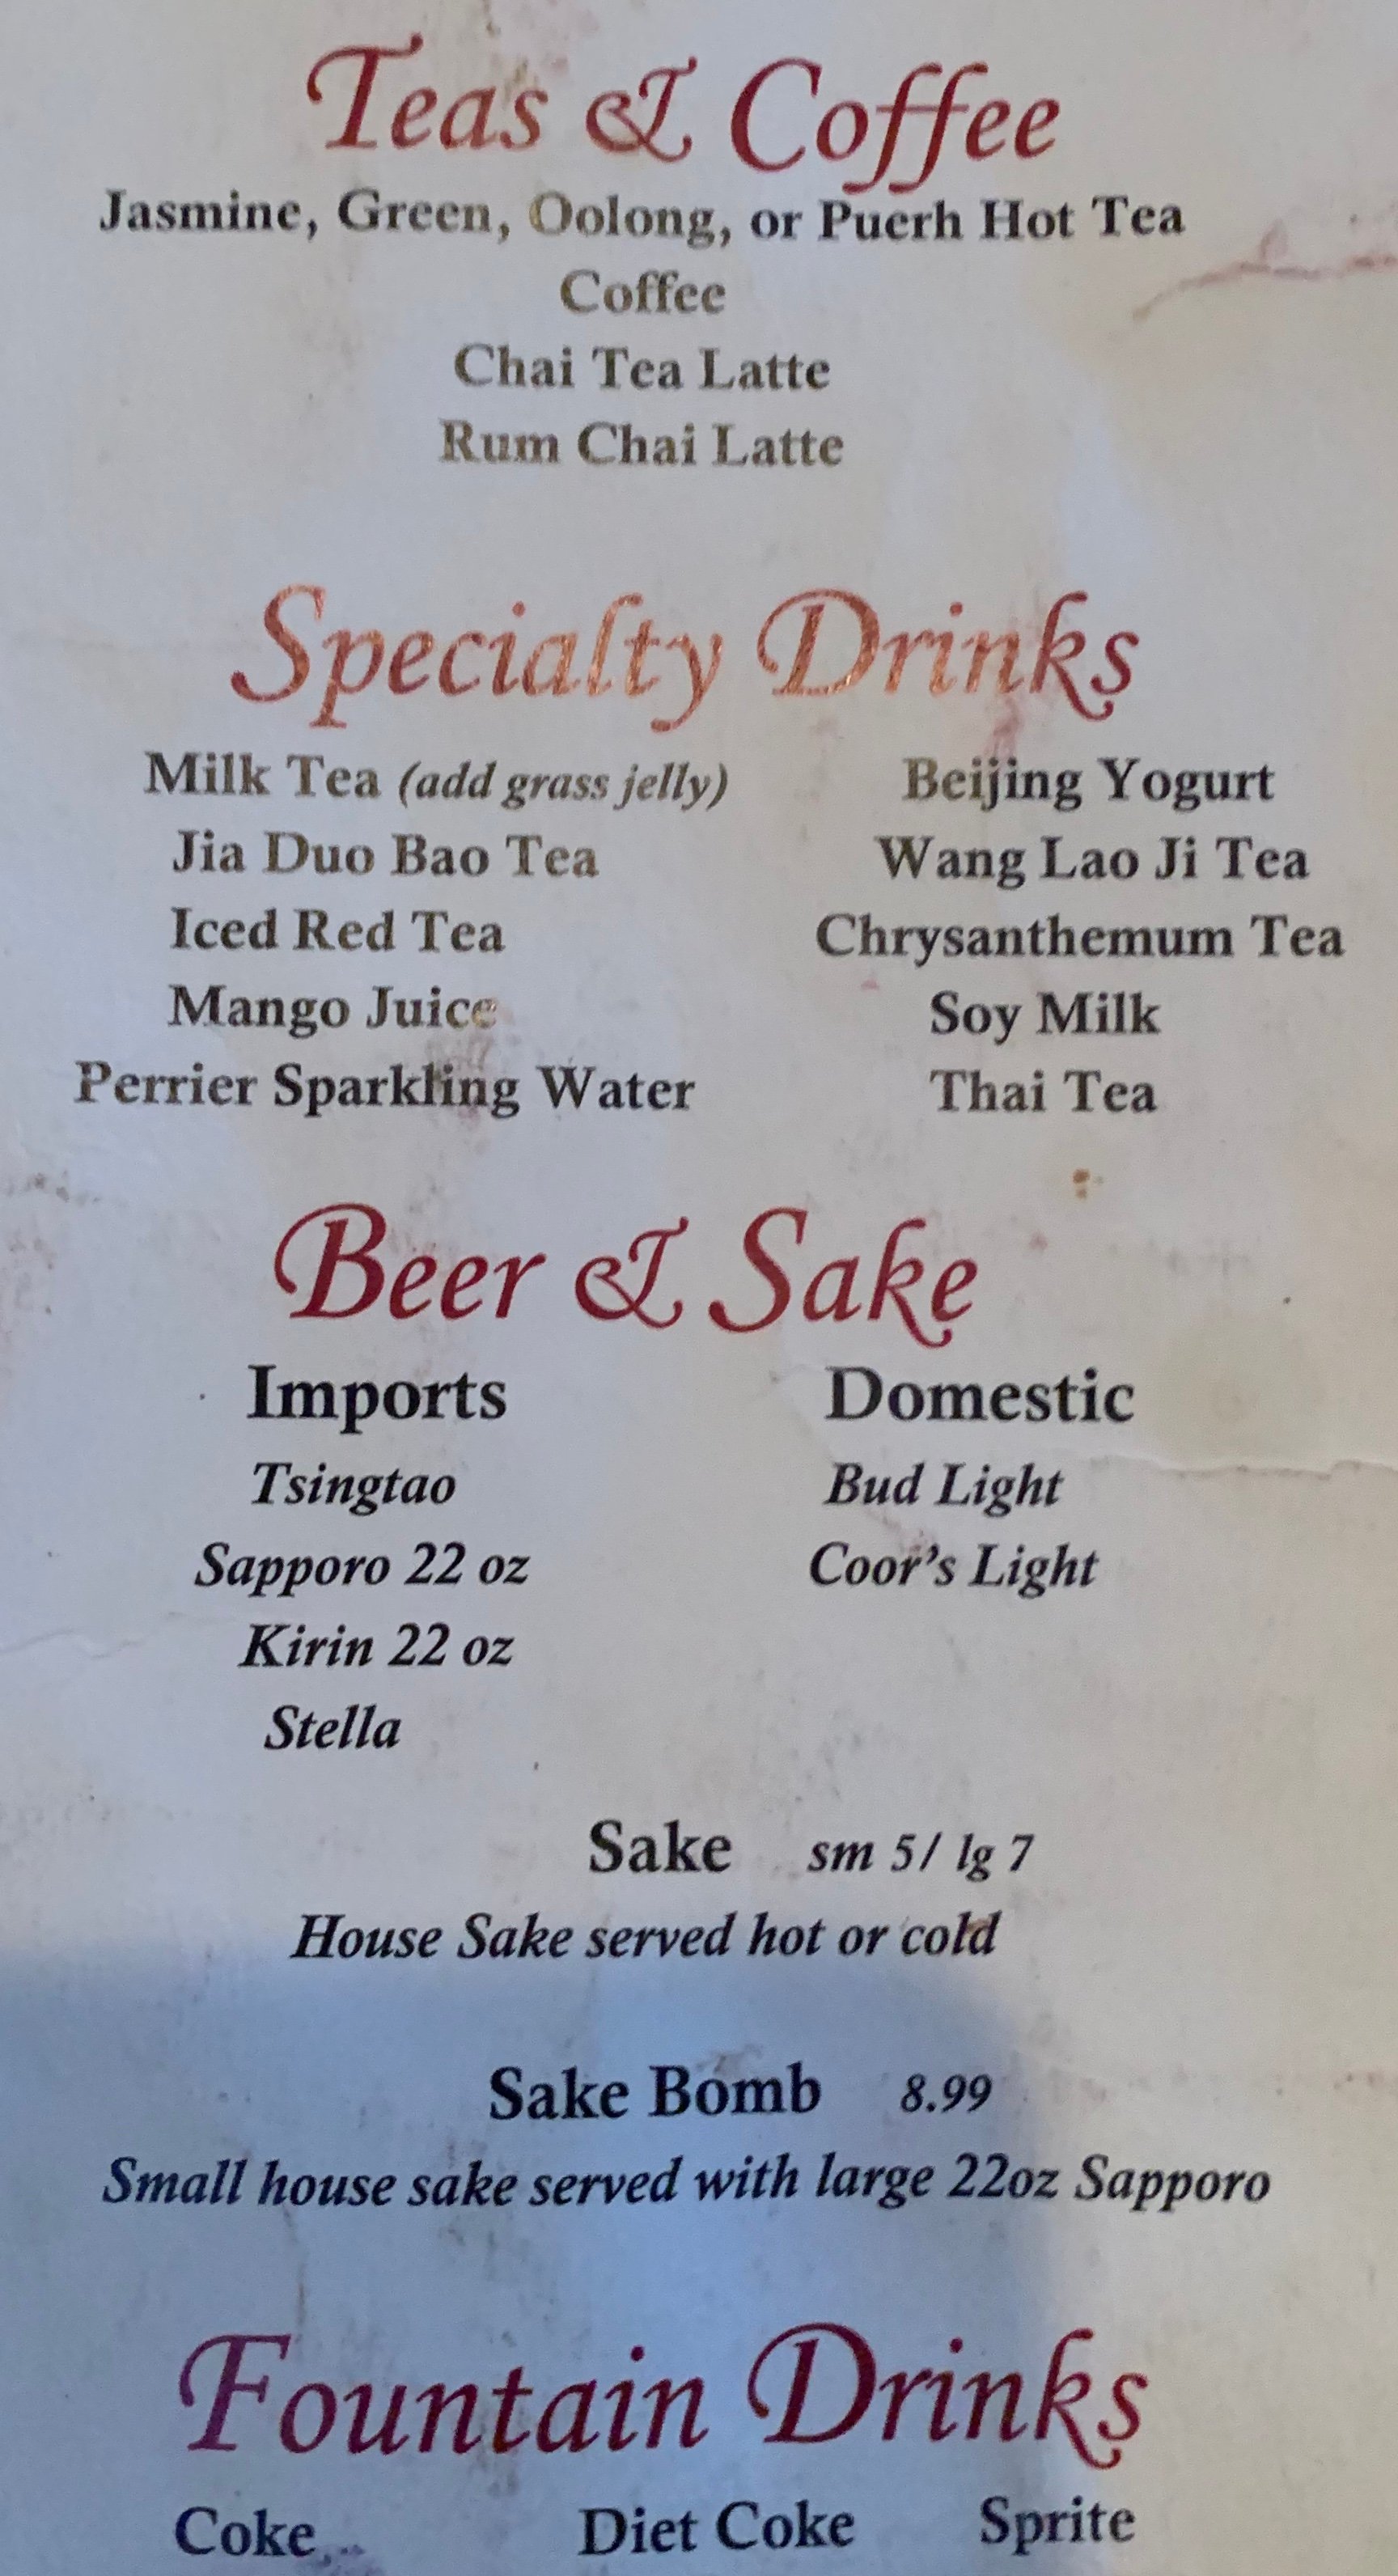 Teas & Coffee
Jasmine, Green, Oolong, or Puerh Hot Tea
Coffee
Chai Tea Latte
Rum Chai Latte
Specialty Drinks
Milk Tea (add grass jelly)
Jia Duo Bao Tea
Iced Red Tea
Mango Juice
Perrier Sparkling Water
Beijing Yogurt
Wang Lao Ji Tea
Chrysanthemum Tea
Soy Milk
Thai Tea
Beer & Sake
Imports
Tsingtao
Sapporo 22 oz
Kirin 22 oz
Stella
Domestic
Bud Light
Coor's Light
Sake sm 5/ lg 7
House Sake served hot or cold
Sake Bomb 8.99
Small house sake served with large 22oz Sapporo
Fountain Drinks
Coke Diet Coke Sprite